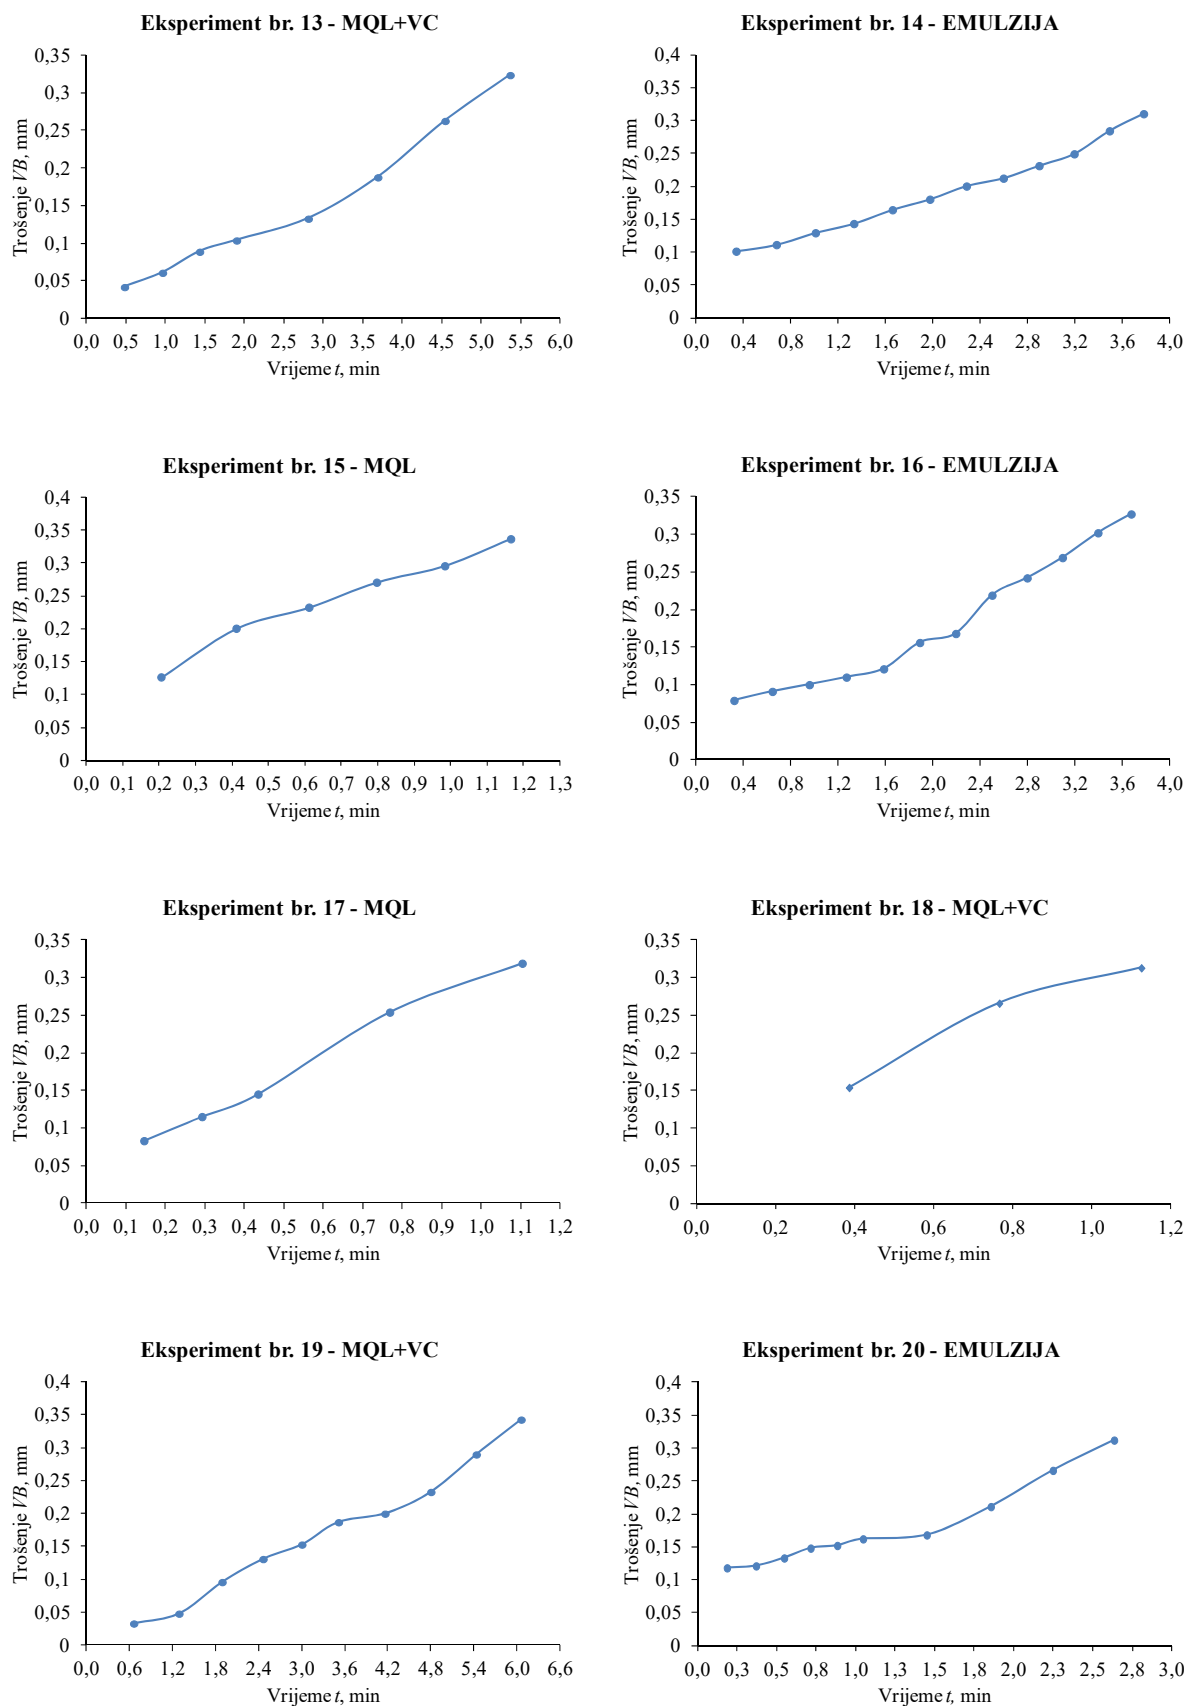 Eksperiment br. 13 - MQL+VC
Trošenje VB, mm
0,35
0,3
0,25
0,2
0,15
0,1
0,05
0
0,0 0,5 1,0 1,5 2,0 2,5 3,0 3,5 4,0 4,5 5,0 5,5 6,0
Vrijeme t, min
Eksperiment br. 14 - EMULZIJA
Trošenje VB, mm
0,4
0,35
0,3
0,25
0,2
0,15
0,1
0,05
0
0,0 0,4 0,8 1,2 1,6 2,0 2,4 2,8 3,2 3,6 4,0
Vrijeme t, min
Eksperiment br. 15 - MQL
Trošenje VB, mm
0,4
0,35
0,3
0,25
0,2
0,15
0,1
0,05
0
0,0 0,1 0,2 0,3 0,4 0,5 0,6 0,7 0,8 0,9 1,0 1,1 1,2 1,3
Vrijeme t, min
Eksperiment br. 16 - EMULZIJA
Trošenje VB, mm
0,35
0,3
0,25
0,2
0,15
0,1
0,05
0
0,0 0,4 0,8 1,2 1,6 2,0 2,4 2,8 3,2 3,6 4,0
Vrijeme t, min
Eksperiment br. 17 - MQL
Trošenje VB, mm
0,35
0,3
0,25
0,2
0,15
0,1
0,05
0
0,0 0,1 0,3 0,4 0,5 0,6 0,7 0,8 0,9 1,0 1,1 1,2
Vrijeme t, min
Eksperiment br. 18 - MQL+VC
Trošenje VB, mm
0,35
0,3
0,25
0,2
0,15
0,1
0,05
0
0,0 0,2 0,4 0,6 0,8 1,0 1,2
Vrijeme t, min
Eksperiment br. 19 - MQL+VC
Trošenje VB, mm
0,4
0,35
0,3
0,25
0,2
0,15
0,1
0,05
0
0,0 0,6 1,2 1,8 2,4 3,0 3,6 4,2 4,8 5,4 6,0 6,6
Vrijeme t, min
Eksperiment br. 20 - EMULZIJA
Trošenje VB, mm
0,4
0,35
0,3
0,25
0,2
0,15
0,1
0,05
0
0,0 0,3 0,5 0,8 1,0 1,3 1,5 1,8 2,0 2,3 2,5 2,8 3,0
Vrijeme t, min